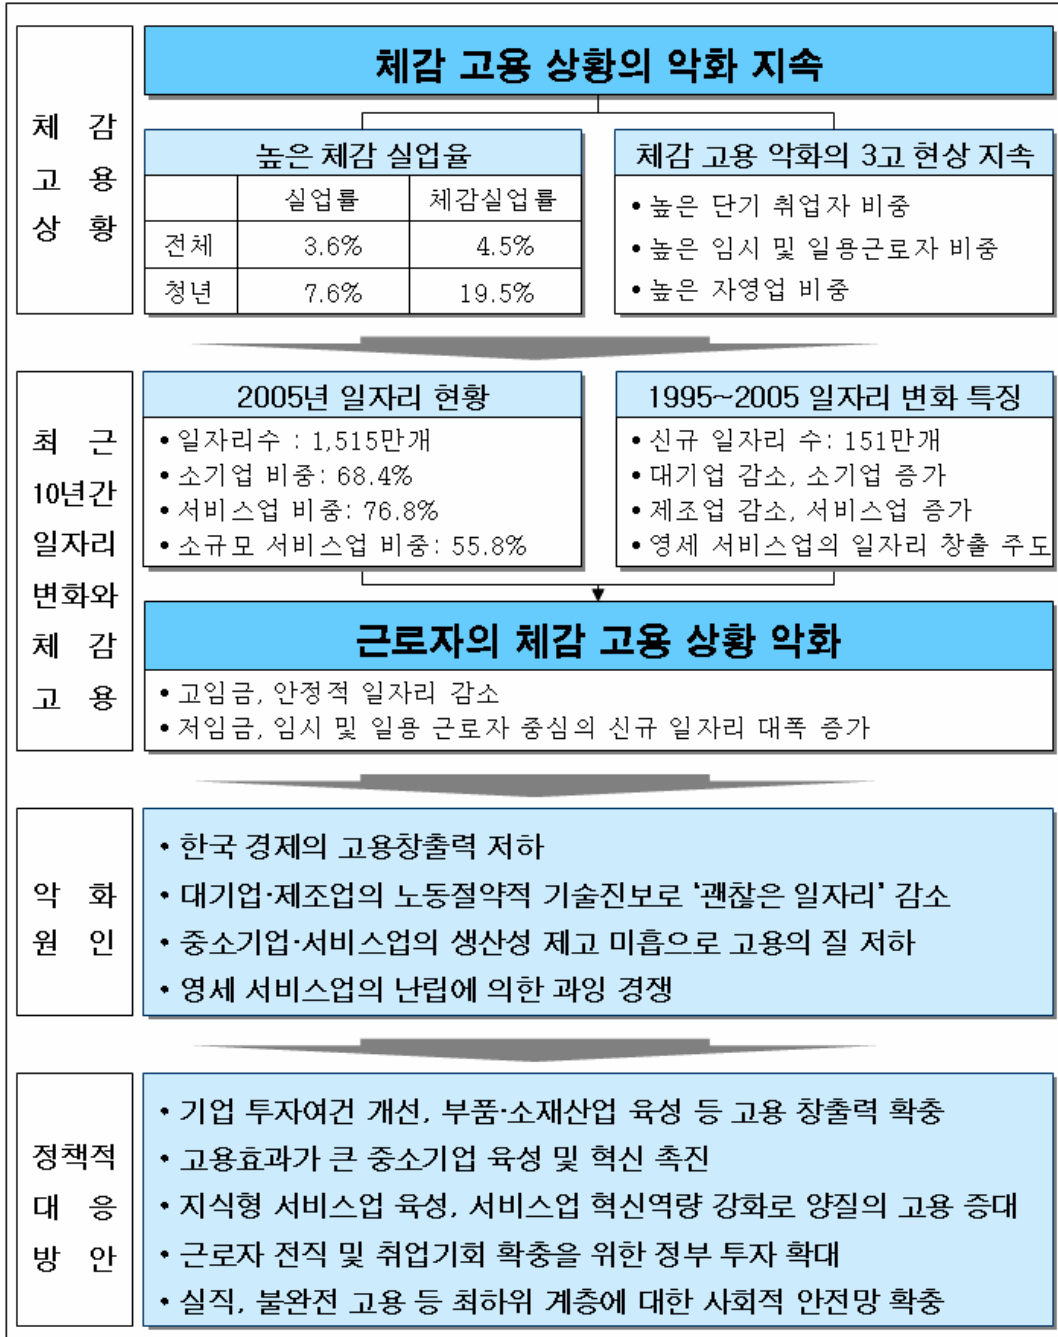 체감 고용 상황의 악화 지속
체 감
고 용
상 황
높은 체감 실업율
실업률 체감실업률
전체 3.6% 4.5%
청년 7.6% 19.5%
체감 고용 악화의 3고 현상 지속
• 높은 단기 취업자 비중
• 높은 임시 및 일용근로자 비중
• 높은 자영업 비중
최 근
10년간
일자리
변화와
체 감
고 용
2005년 일자리 현황
• 일자리수 : 1,515만개
• 소기업 비중: 68.4%
• 서비스업 비중: 76.8%
• 소규모 서비스업 비중: 55.8%
1995~2005 일자리 변화 특징
• 신규 일자리 수: 151만개
• 대기업 감소, 소기업 증가
• 제조업 감소, 서비스업 증가
• 영세 서비스업의 일자리 창출 주도
근로자의 체감 고용 상황 악화
• 고임금, 안정적 일자리 감소
• 저임금, 임시 및 일용 근로자 중심의 신규 일자리 대폭 증가
악 화
원 인
• 한국 경제의 고용창출력 저하
• 대기업·제조업의 노동절약적 기술진보로 ‘괜찮은 일자리’ 감소
• 중소기업·서비스업의 생산성 제고 미흡으로 고용의 질 저하
• 영세 서비스업의 난립에 의한 과잉 경쟁
정책적
대 응
방 안
• 기업 투자여건 개선, 부품·소재산업 육성 등 고용 창출력 확충
• 고용효과가 큰 중소기업 육성 및 혁신 촉진
• 지식형 서비스업 육성, 서비스업 혁신역량 강화로 양질의 고용 증대
• 근로자 전직 및 취업기회 확충을 위한 정부 투자 확대
• 실직, 불완전 고용 등 최하위 계층에 대한 사회적 안전망 확충